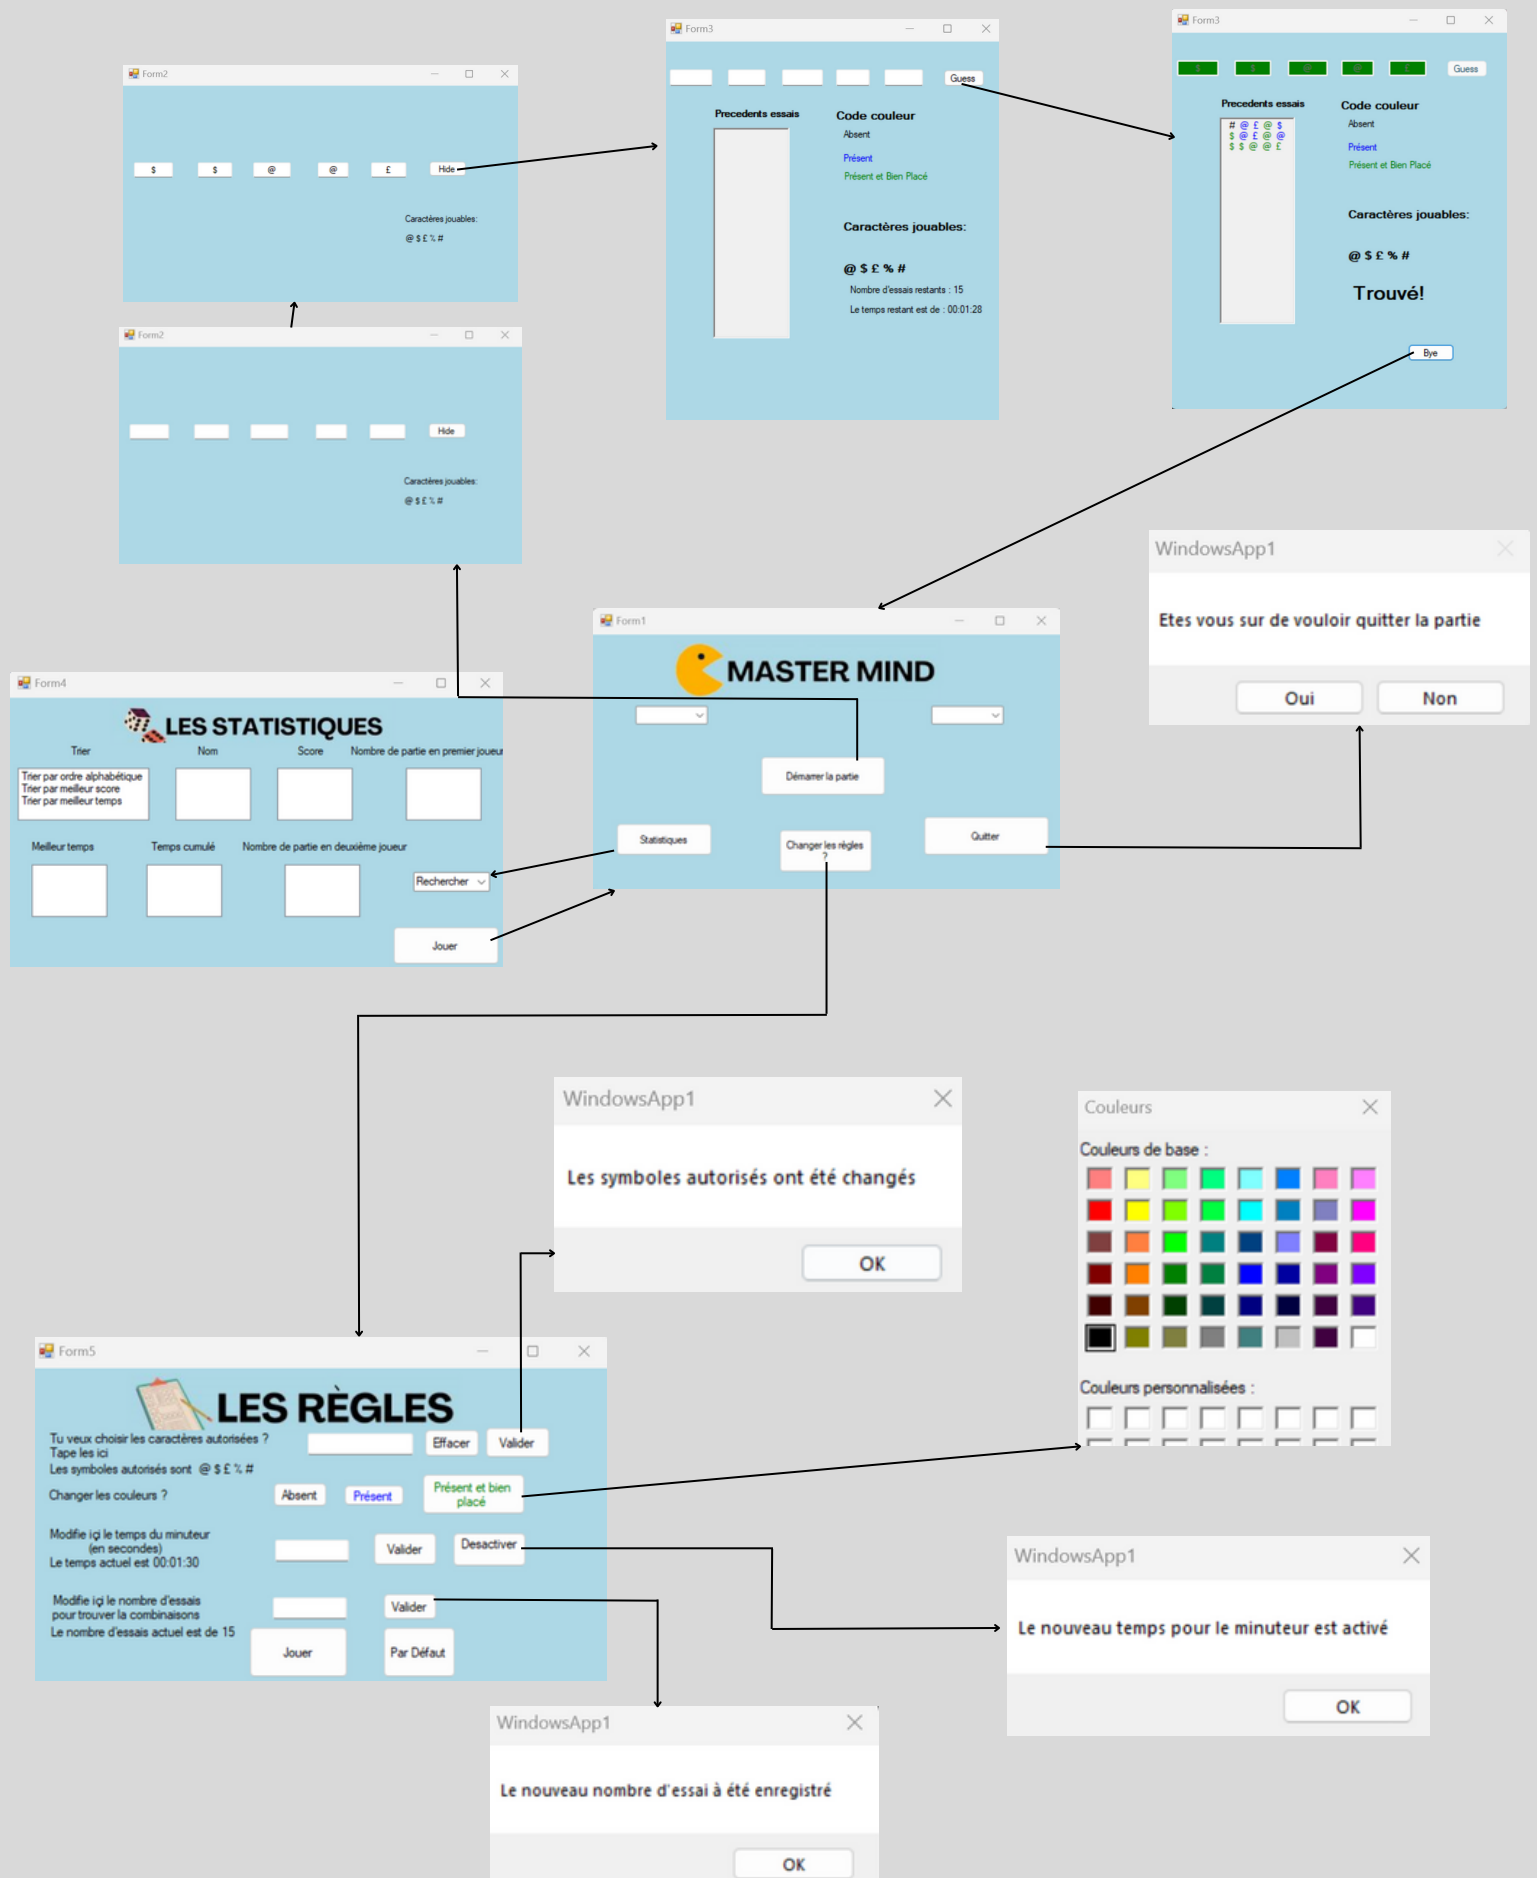 Form2
$ $ @ @ £ Hide
Caractères jouables:
@ $ £ % #
Form3
Guess
Precedents essais
Code couleur
Absent
Présent
Présent et Bien Placé
Caractères jouables:
@ $ £ % #
Nombre d'essais restants : 15
Le temps restant est de : 00:01:28
Form3
$ $ @ @ £ Guess
Precedents essais
# @ £ @ $
$ @ £ @ @
$ $ @ @ £
Code couleur
Absent
Présent
Présent et Bien Placé
Caractères jouables:
@ $ £ % #
Trouvé!
Bye
Form2
Hide
Caractères jouables:
@ $ £ % #
WindowsApp1
Etes vous sur de vouloir quitter la partie
Oui Non
Form1
MASTER MIND
Démarrer la partie
Statistiques
Changer les règles
?
Quitter
Form4
LES STATISTIQUES
Trier Nom Score Nombre de partie en premier joueur
Trier par ordre alphabétique
Trier par meilleur score
Trier par meilleur temps
Meilleur temps Temps cumulé Nombre de partie en deuxième joueur
Rechercher
Jouer
WindowsApp1
Les symboles autorisés ont été changés
OK
Couleurs
Couleurs de base :
Couleurs personnalisées :
Form5
LES RÈGLES
Tu veux choisir les caractères autorisées ?
Tape les ici
Effacer Valider
Les symboles autorisés sont @ $ £ % #
Changer les couleurs ?
Absent Présent
Présent et bien
placé
Modifie içi le temps du minuteur
(en secondes)
Le temps actuel est 00:01:30
Valider Desactiver
Modifie içi le nombre d'essais
pour trouver la combinaisons
Valider
Le nombre d'essais actuel est de 15
Jouer Par Défaut
WindowsApp1
Le nouveau temps pour le minuteur est activé
OK
WindowsApp1
Le nouveau nombre d'essai à été enregistré
OK